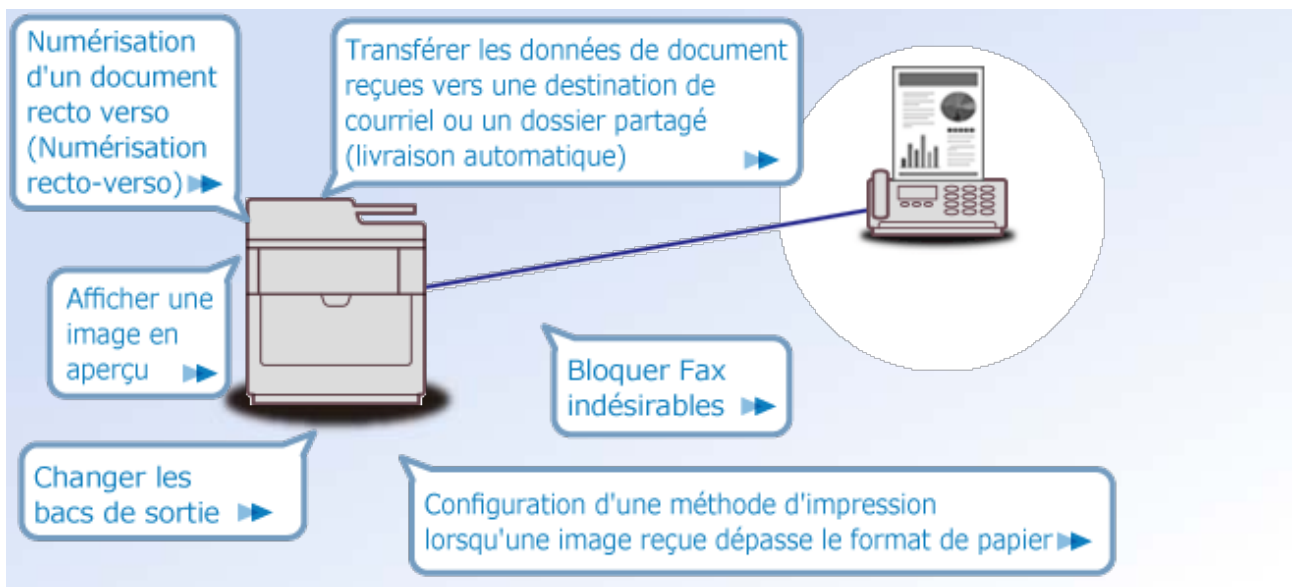 Numérisation
d'un document
recto verso
(Numérisation
recto-verso)
Transférer les données de document
reçues vers une destination de
courriel ou un dossier partagé
(livraison automatique)
Afficher une
image en
aperçu
Bloquer Fax
indésirables
Changer les
bacs de sortie
Configuration d'une méthode d'impression
lorsqu'une image reçue dépasse le format de papier